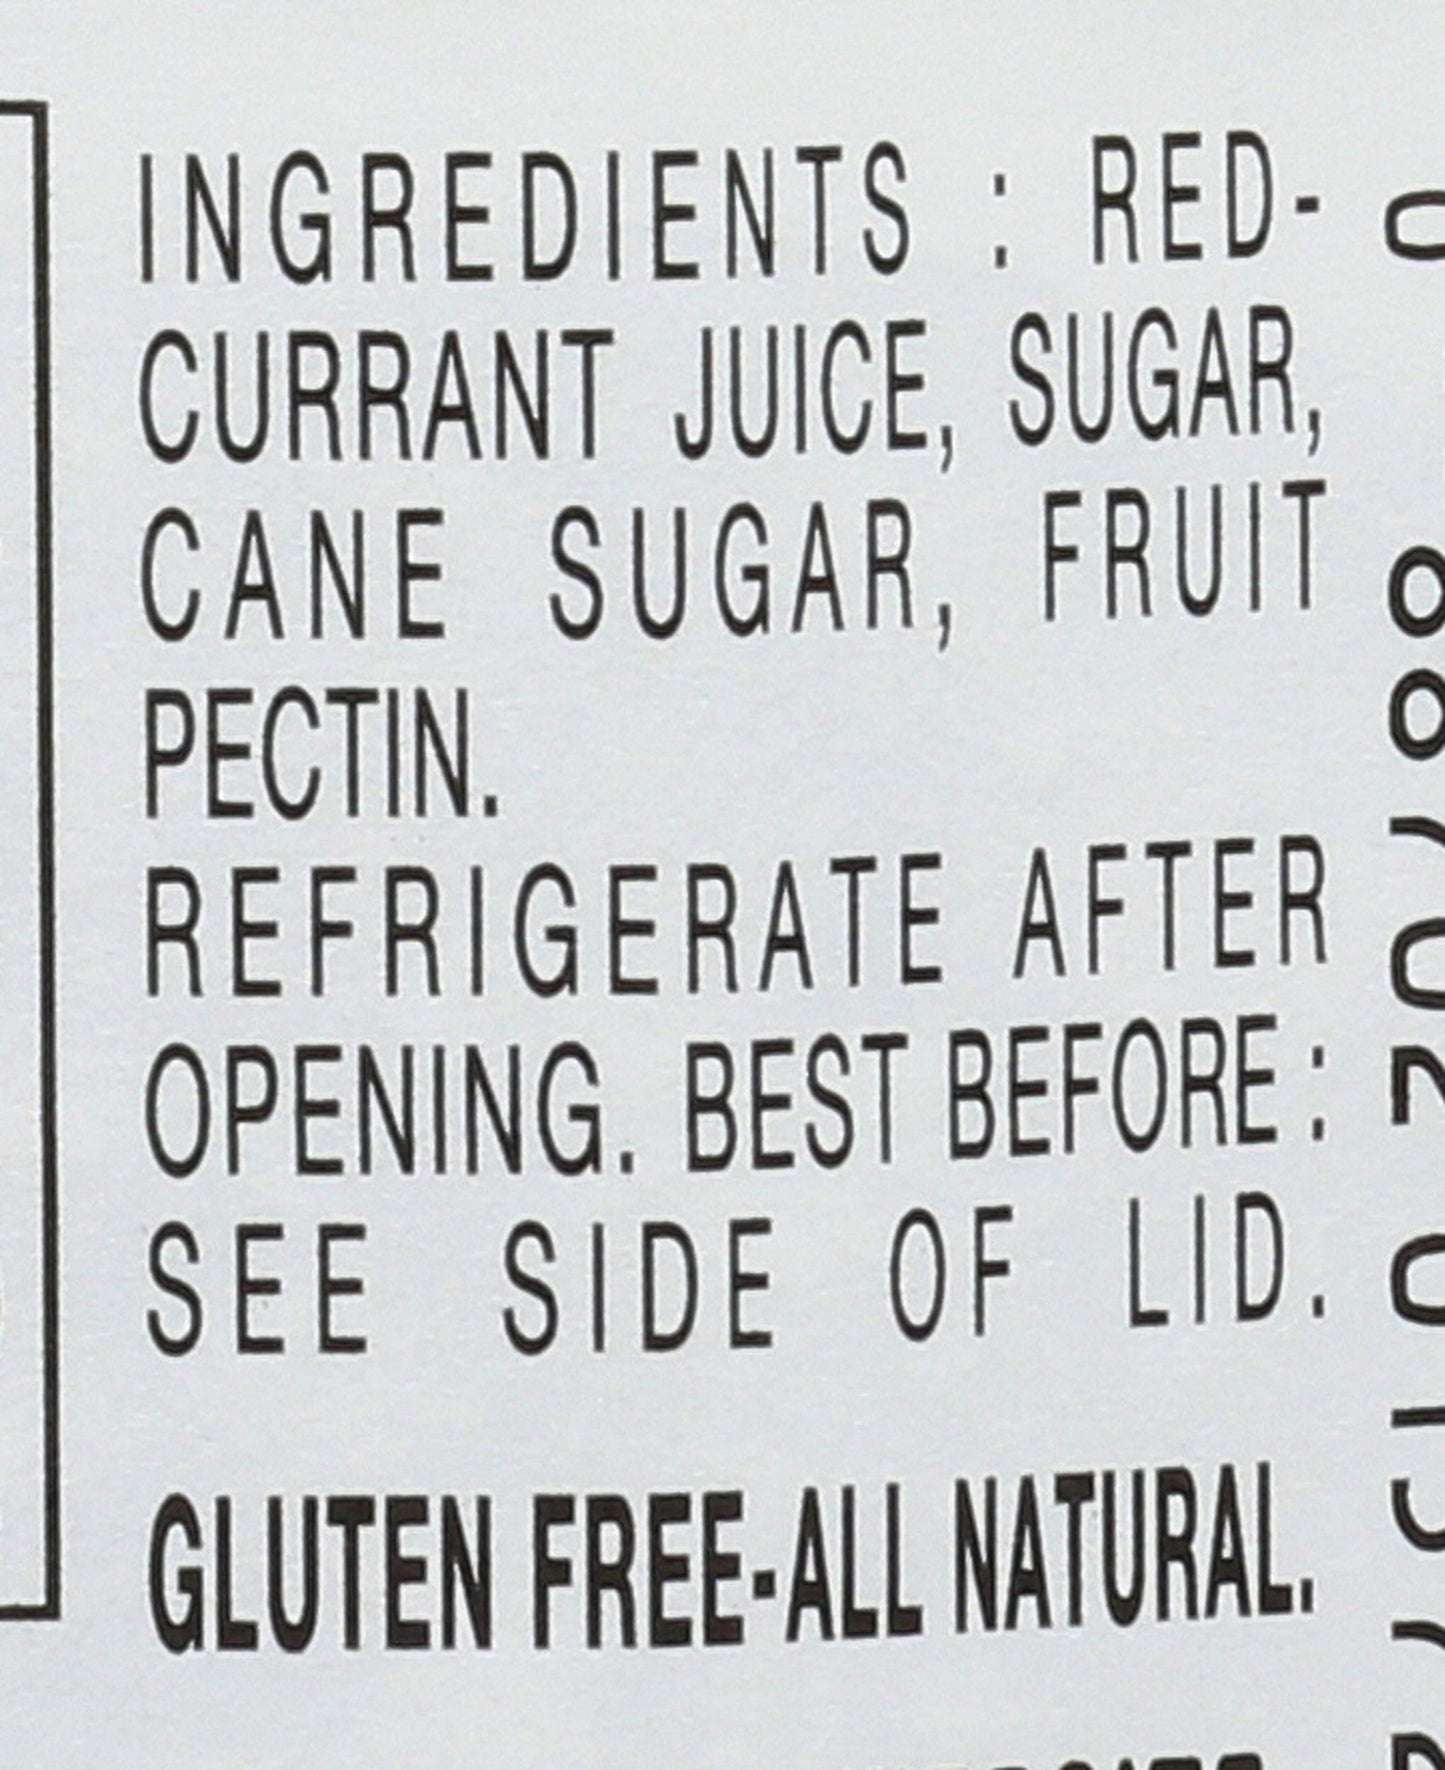 INGREDIENTS : RED-
CURRANT JUICE, SUGAR,
CANE SUGAR, FRUIT
PECTIN.
REFRIGERATE AFTER
OPENING. BEST BEFORE :
SEE SIDE OF LID.
GLUTEN FREE-ALL NATURAL.